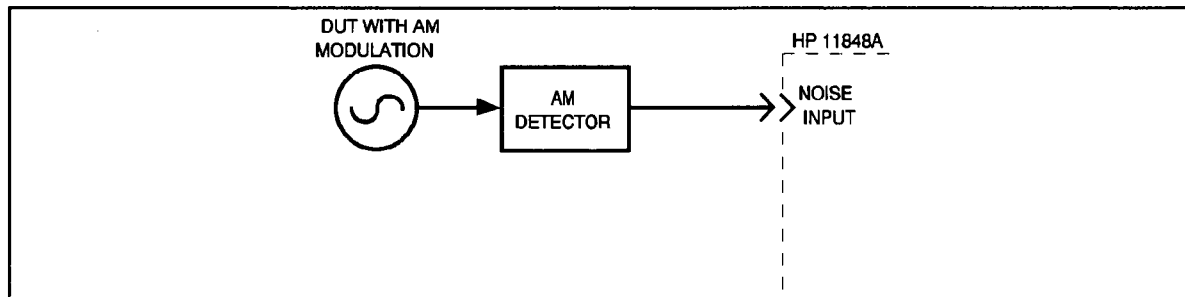 DUT WITH AM
MODULATION
AM
DETECTOR
HP 11848A
NOISE
INPUT